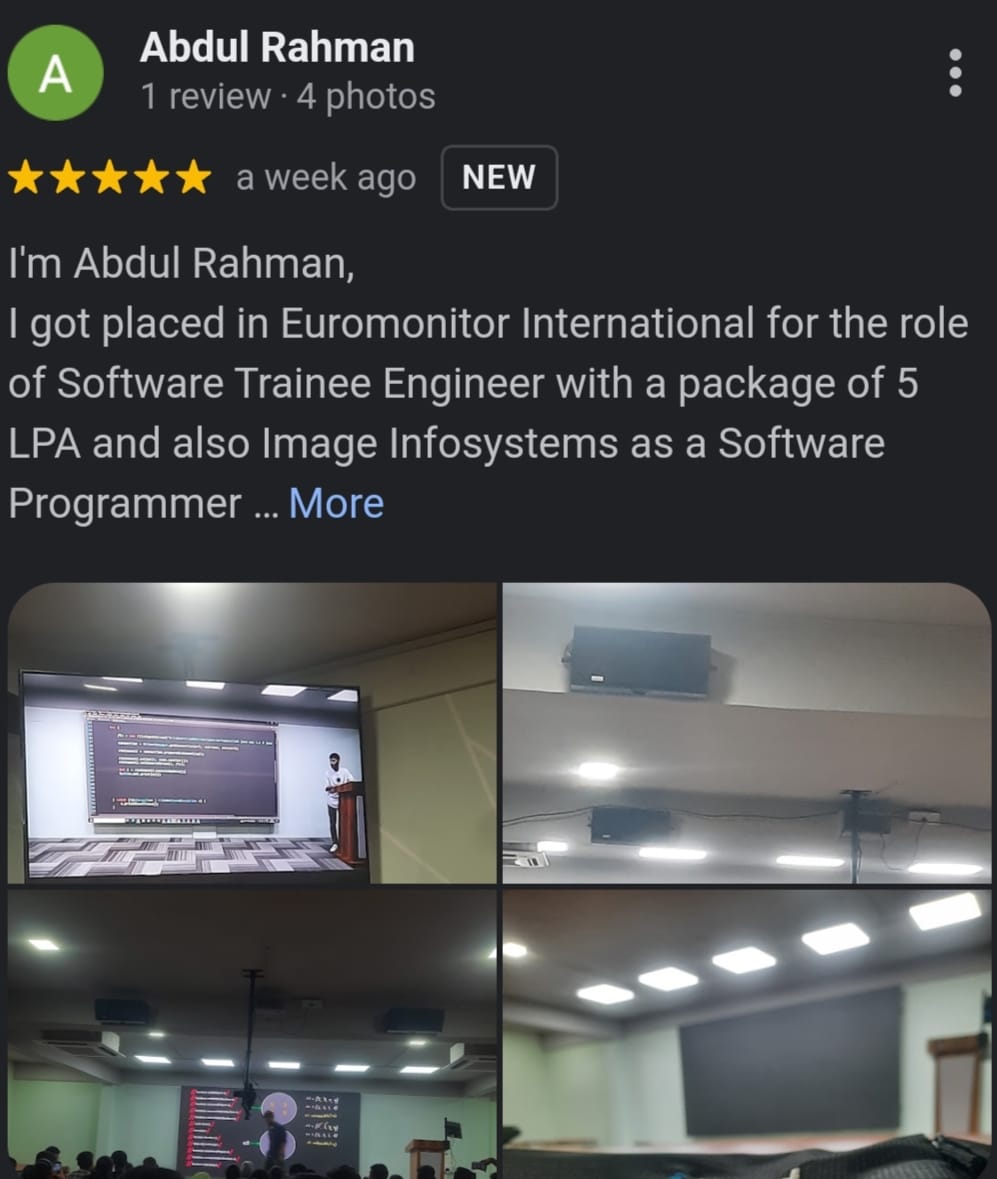 A
Abdul Rahman
1 review · 4 photos
a week ago
NEW
I'm Abdul Rahman,
I got placed in Euromonitor International for the role
of Software Trainee Engineer with a package of 5
LPA and also Image Infosystems as a Software
Programmer ... More